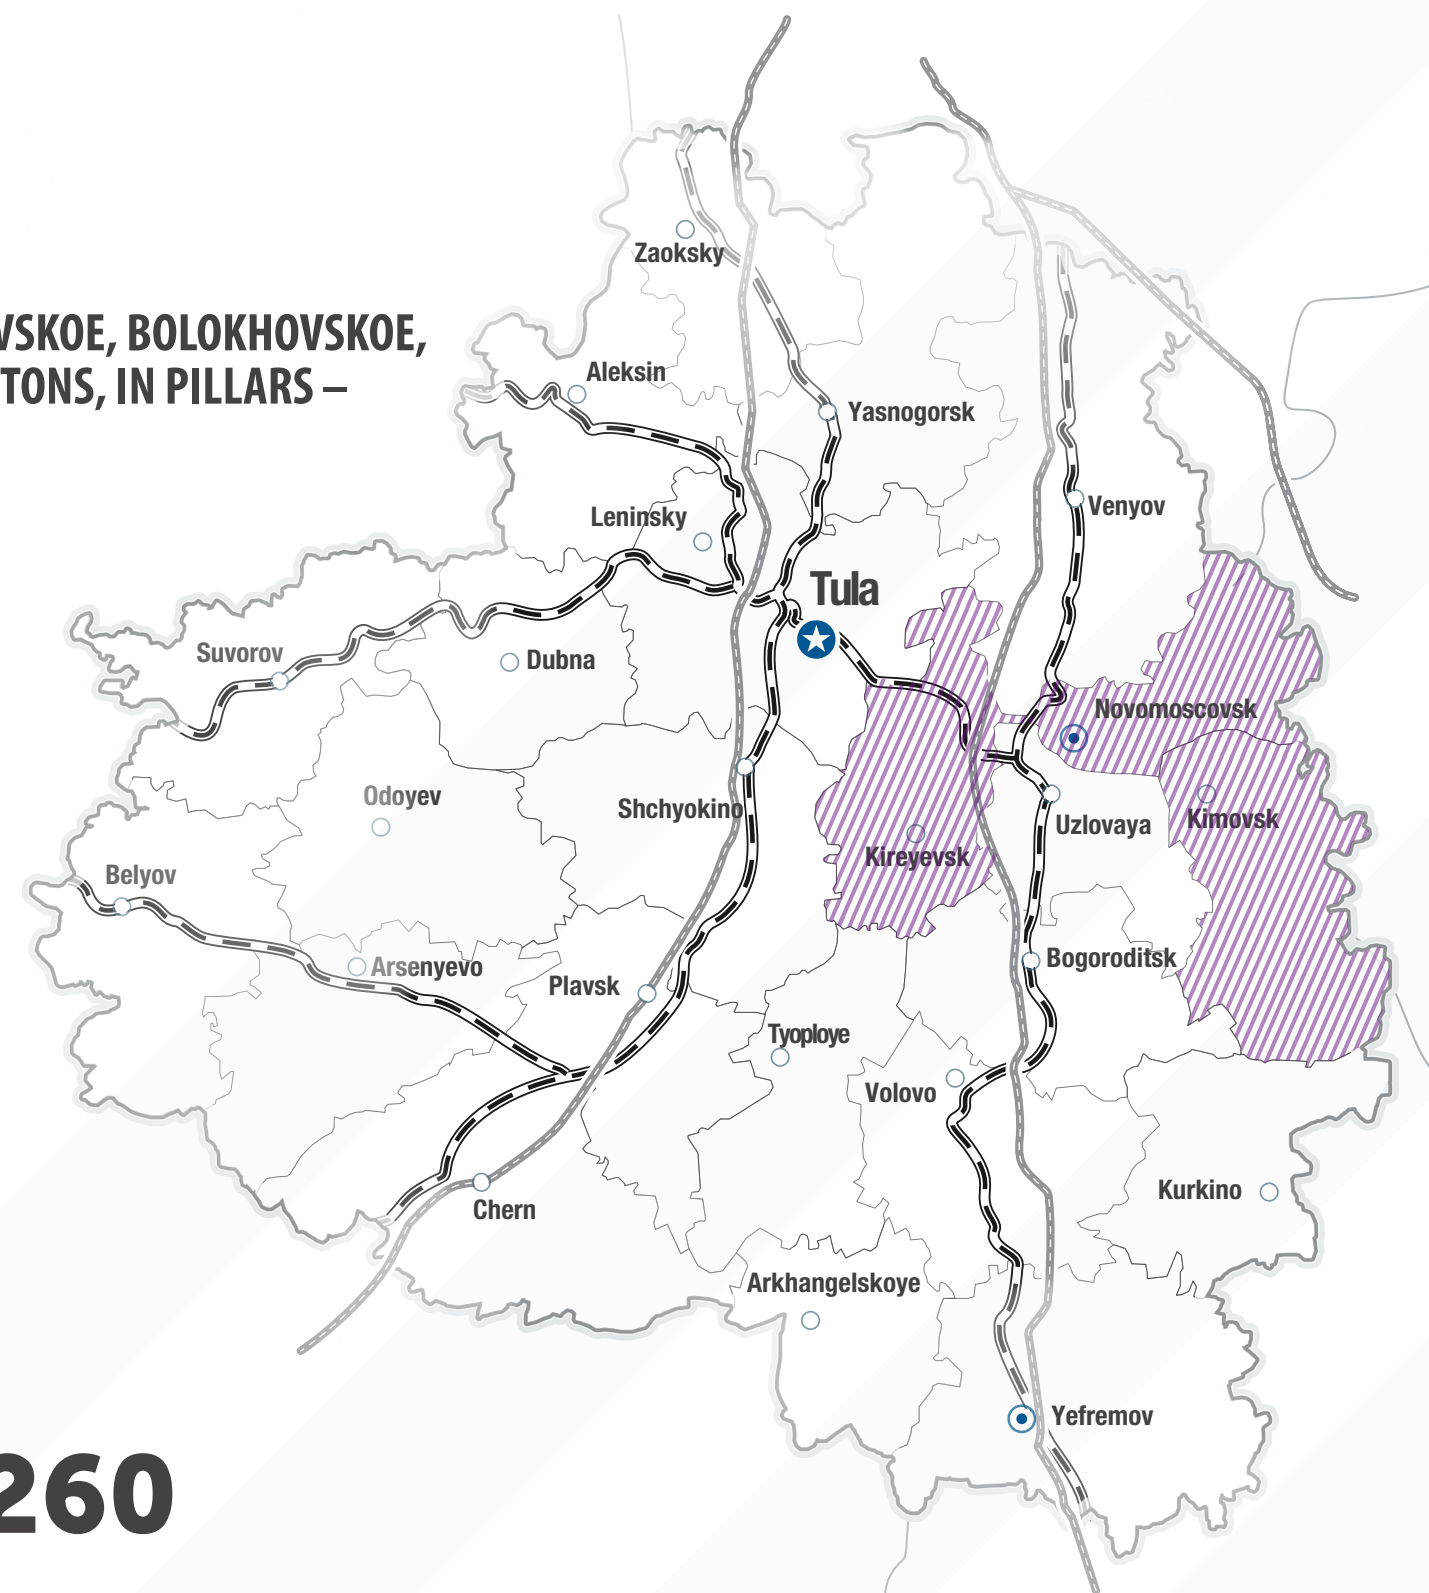 Zaoksky
VSKOE, BOLOKHOVSKOE,
TONS, IN PILLARS –
Aleksin
Yasnogorsk
Venyov
Leninsky
Tula
Suvorov
Dubna
Novomoscovsk
Odoyev
Shchyokino
Uzlovaya
Kimovsk
Kireyevsk
Belyov
Arsenyevo
Bogoroditsk
Plavsk
Tyoploye
Volovo
Kurkino
Chern
Arkhangelskoye
Yefremov
260